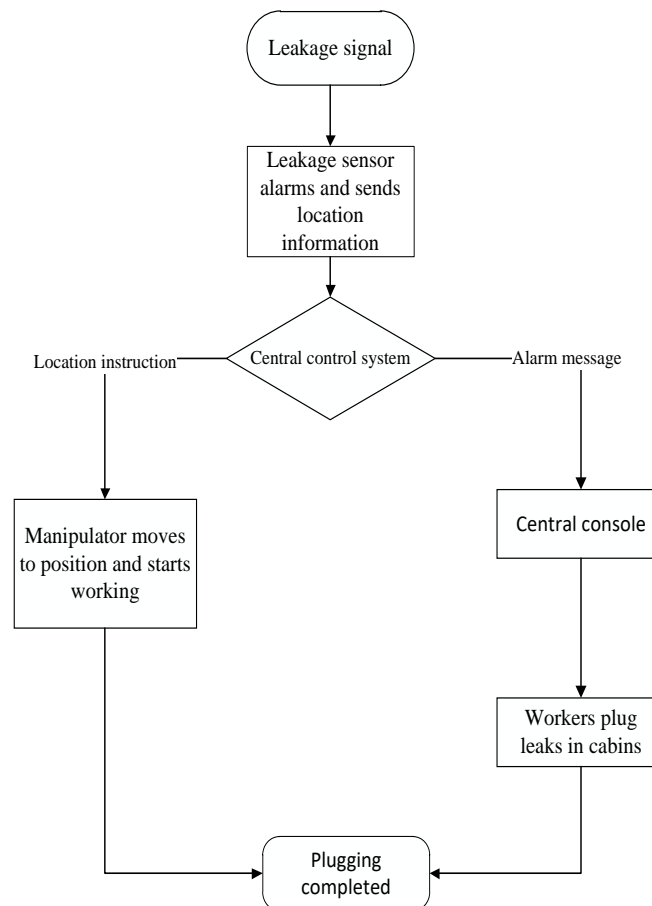 Leakage signal
Leakage sensor
alarms and sends
location
information
Central control system
Location instruction
Alarm message
Manipulator moves
to position and starts
working
Central console
Workers plug
leaks in cabins
Plugging
completed